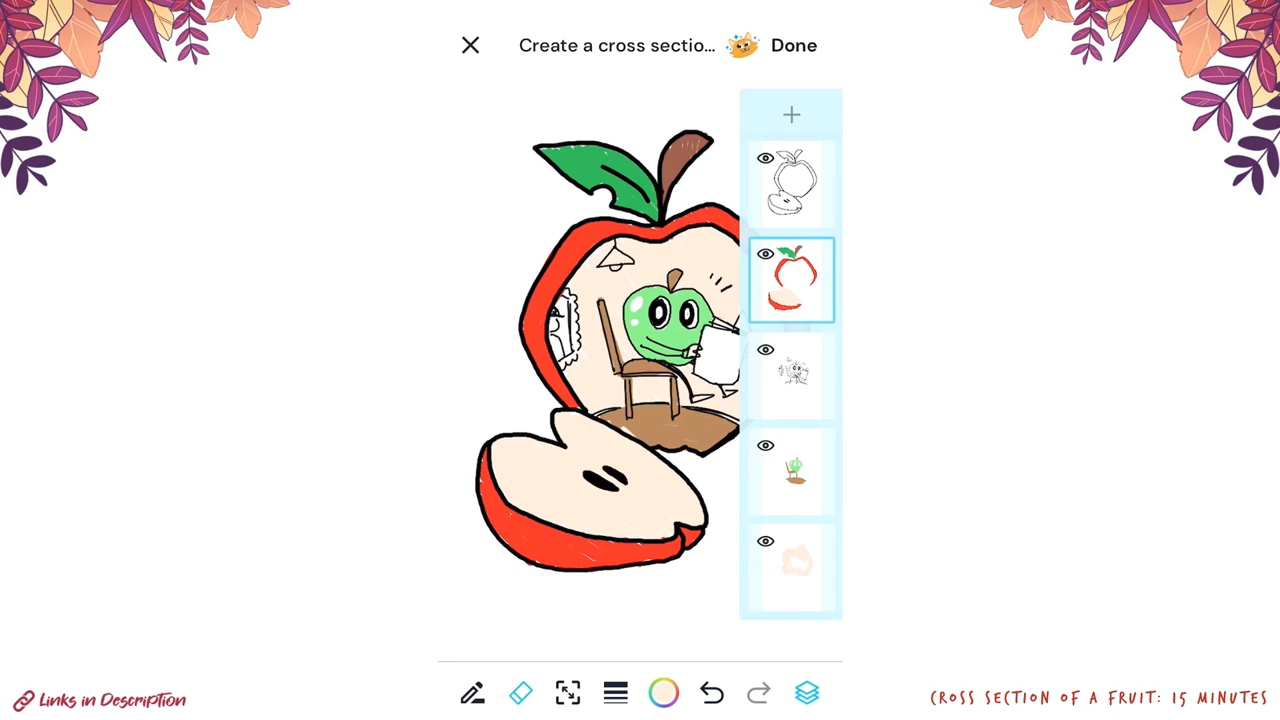 Create a cross sectio... Done
Links in Description
CROSS SECTION OF A FRUIT: 15 MINUTES